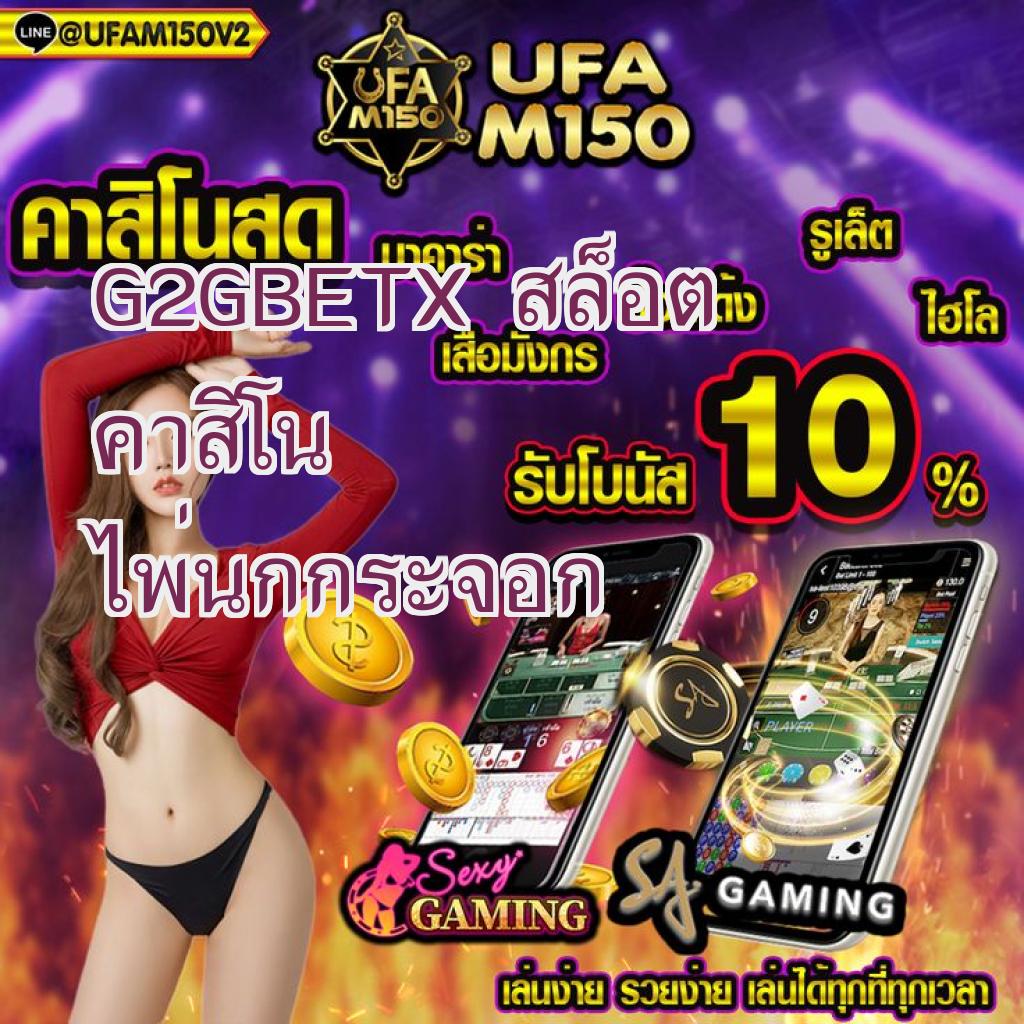 LINE @UFAM150V2
UFA
M150
UFA
M150
คาสิโนสด
บาคาร่า
รูเล็ต
G2GBETX สล็อต
ไฮโล
เสือมังกร
คาสิโน
10
รับโบนัส
%
ไพ่นกกระจอก
PLAYER
Sexy
GAMING
SA GAMING
เล่นง่าย รวยง่าย เล่นได้ทุกที่ทุกเวลา